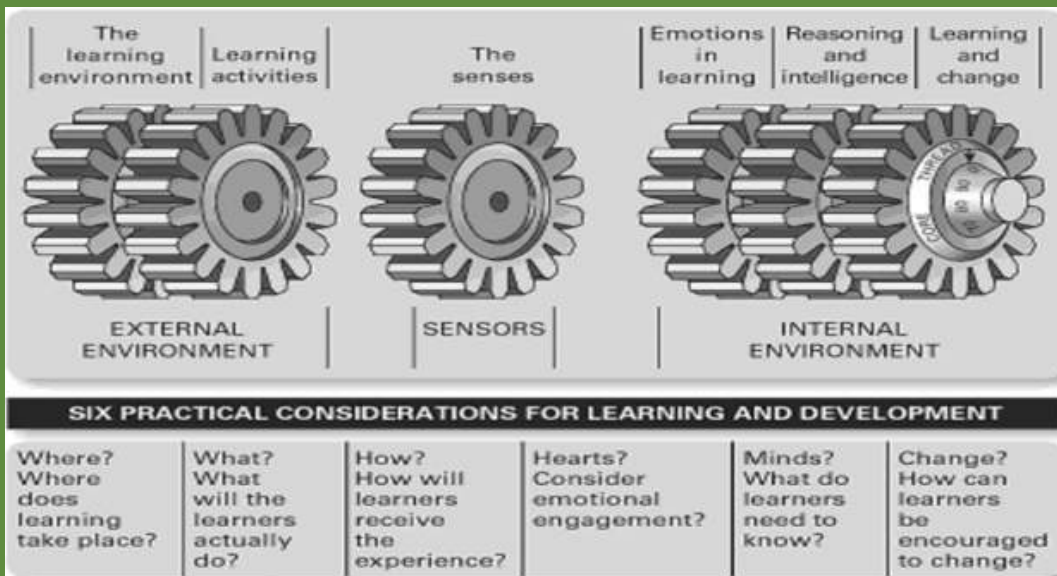 The
learning
environment
Learning
activities
The
senses
Emotions
in
learning
Reasoning
and
intelligence
Learning
and
change
CORE THREAD
EXTERNAL
ENVIRONMENT
SENSORS
INTERNAL
ENVIRONMENT
SIX PRACTICAL CONSIDERATIONS FOR LEARNING AND DEVELOPMENT
Where?
Where
does
learning
take place?
What?
What
will the
learners
actually
do?
How?
How will
learners
receive
the
experience?
Hearts?
Consider
emotional
engagement?
Minds?
What do
learners
need to
know?
Change?
How can
learners
be
encouraged
to change?